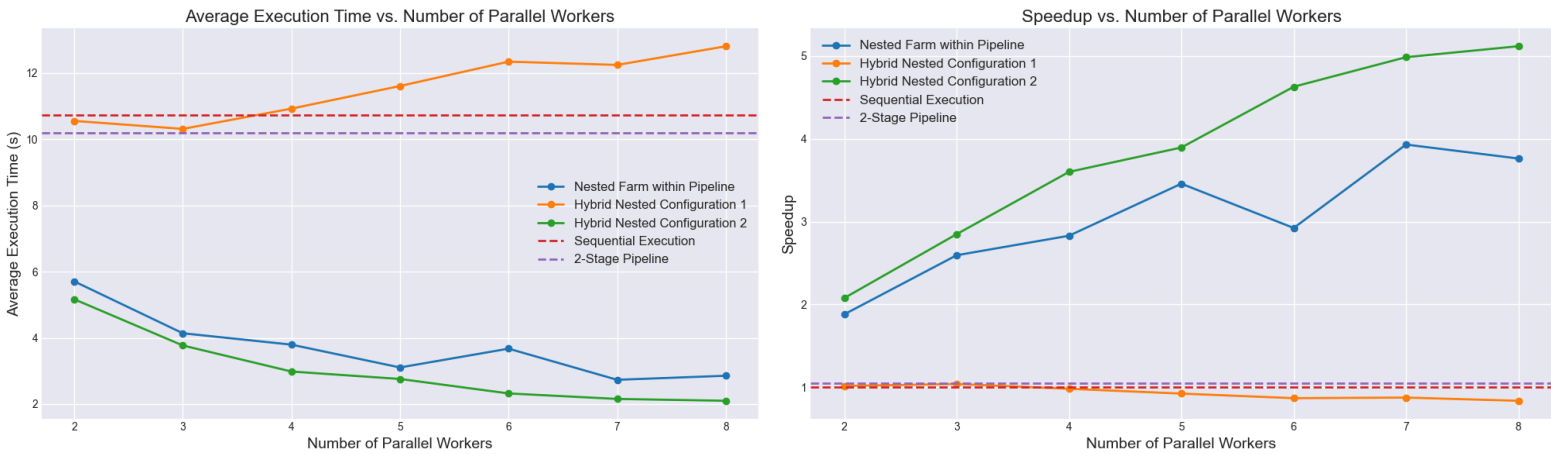 Average Execution Time vs. Number of Parallel Workers
Average Execution Time (s)
12
10
8
6
4
2
Nested Farm within Pipeline
Hybrid Nested Configuration 1
Hybrid Nested Configuration 2
Sequential Execution
2-Stage Pipeline
2 3 4 5 6 7 8
Number of Parallel Workers
Speedup vs. Number of Parallel Workers
Speedup
5
4
3
2
1
Nested Farm within Pipeline
Hybrid Nested Configuration 1
Hybrid Nested Configuration 2
Sequential Execution
2-Stage Pipeline
2 3 4 5 6 7 8
Number of Parallel Workers